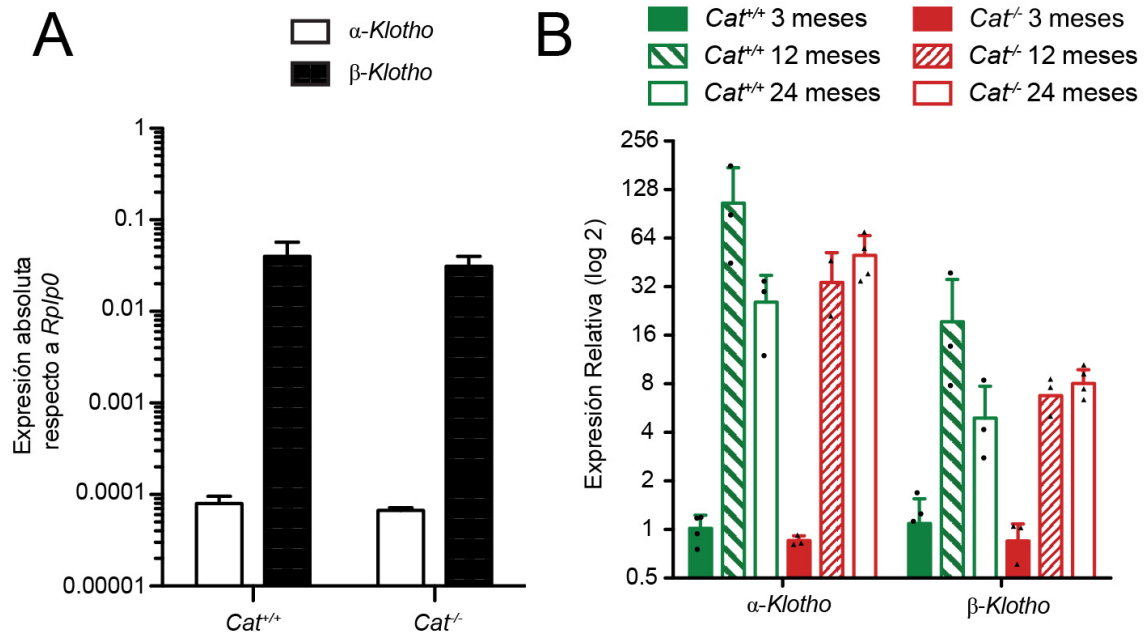 A
α-Klotho
β-Klotho
Expresión absoluta
respecto a Rplp0
1
0.1
0.01
0.001
0.0001
0.00001
Cat+/+
Cat-/-
B
Cat+/+ 3 meses
Cat-/- 3 meses
Cat+/+ 12 meses
Cat-/- 12 meses
Cat+/+ 24 meses
Cat-/- 24 meses
Expresión Relativa (log 2)
256
128
64
32
16
8
4
2
1
0.5
α-Klotho
β-Klotho